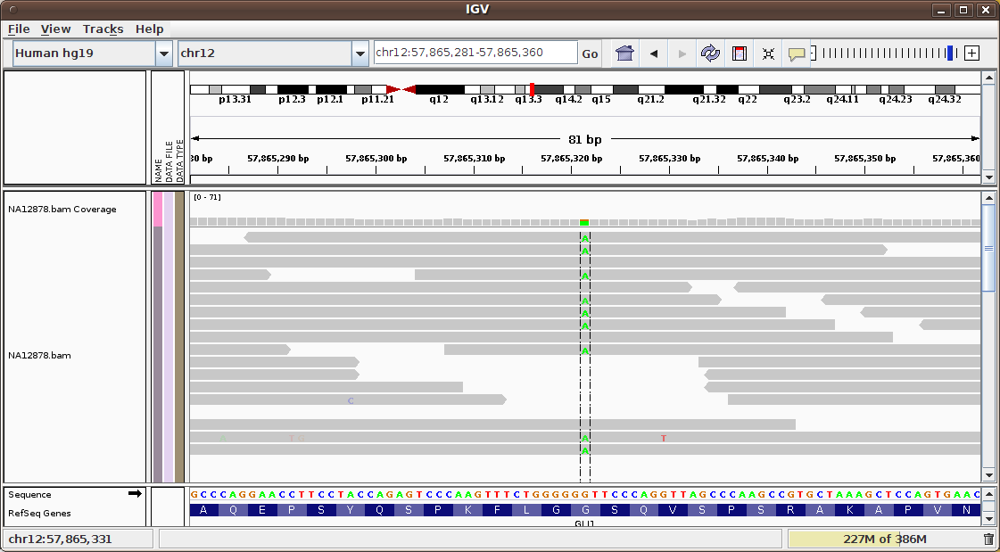 IGV
File View Tracks Help
Human hg19 chr12 chr12:57,865,281-57,865,360 Go
p13.31 p12.3 p12.1 p11.21 q12 q13.12 q13.3 q14.2 q15 q21.2 q21.32 q22 q23.2 q24.11 q24.23 q24.32
81 bp
NAME
DATA FILE
DATA TYPE
30 bp 57,865,290 bp 57,865,300 bp 57,865,310 bp 57,865,320 bp 57,865,330 bp 57,865,340 bp 57,865,350 bp 57,865,360
[0 - 71]
NA12878.bam Coverage
A
A
A
A
A
A
A
NA12878.bam
C
A T G A T
A
Sequence
GCCCAGGAACCTTCCTACCAGAGTCCCAAGTTTCTGGGGGGTTCCCAGGTTAGCCCAAGCCGTGCTAAAGCTCCAGTGAAC
RefSeq Genes
A Q E P S Y Q S P K F L G G S Q V S P S R A K A P V N
GLI1
chr12:57,865,331
227M of 386M